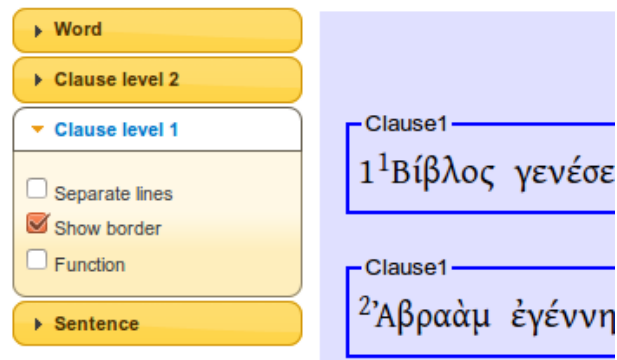 Word
Clause level 2
Clause level 1
Separate lines
Show border
Function
Sentence
Clause1
1¹Βίβλος γενέσε
Clause1
²Ἀβραὰμ ἐγέννη